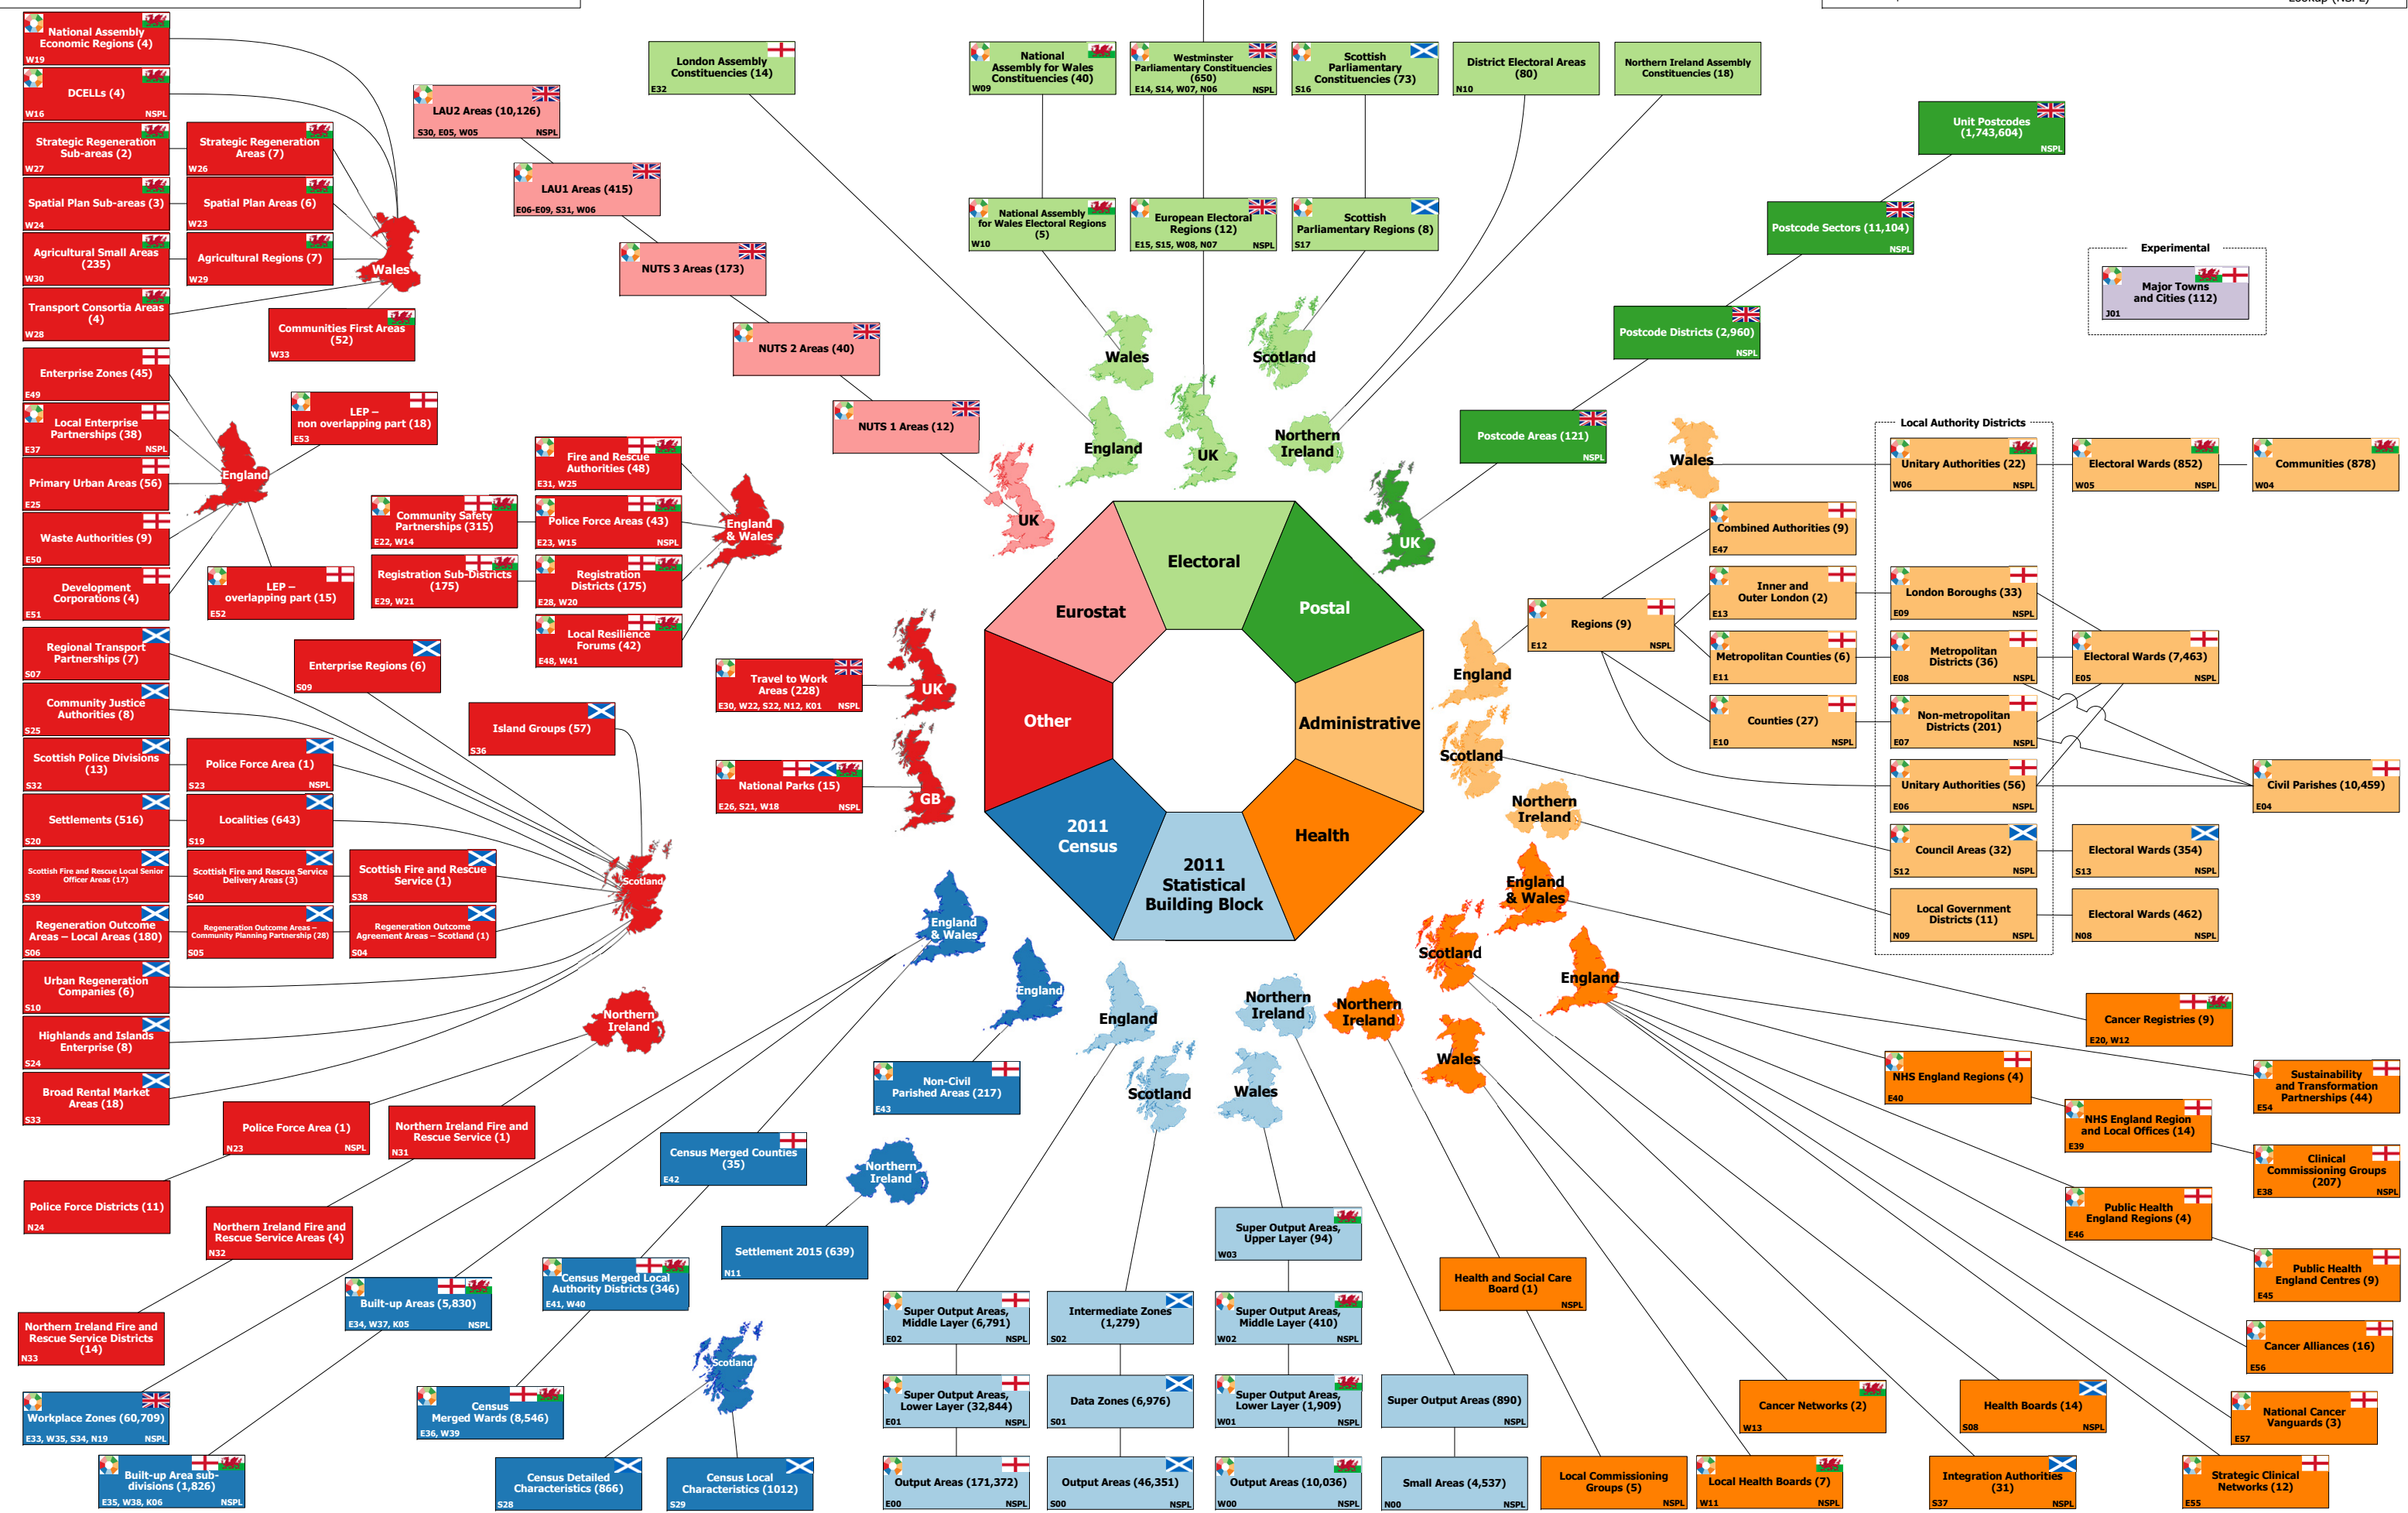 Lookup (NSPL)
National Assembly
Economic Regions (4)
W19
DCELLs (4)
W16 NSPL
Strategic Regeneration
Sub-areas (2)
W27
Strategic Regeneration
Areas (7)
W26
Spatial Plan Sub-areas (3)
W24
Spatial Plan Areas (6)
W23
Agricultural Small Areas
(235)
W30
Agricultural Regions (7)
W29
Transport Consortia Areas
(4)
W28
Communities First Areas
(52)
W33
Wales
Enterprise Zones (45)
E49
Local Enterprise
Partnerships (38)
E37 NSPL
Primary Urban Areas (56)
E25
Waste Authorities (9)
E50
Development
Corporations (4)
E51
LEP –
non overlapping part (18)
E53
England
LEP –
overlapping part (15)
E52
Fire and Rescue
Authorities (48)
E31, W25
Community Safety
Partnerships (315)
E22, W14
Police Force Areas (43)
E23, W15 NSPL
Registration Sub-Districts
(175)
E29, W21
Registration
Districts (175)
E28, W20
Local Resilience
Forums (42)
E48, W41
England
& Wales
Regional Transport
Partnerships (7)
S07
Enterprise Regions (6)
S09
Community Justice
Authorities (8)
S25
Island Groups (57)
S36
Scottish Police Divisions
(13)
S32
Police Force Area (1)
S23 NSPL
Settlements (516)
S20
Localities (643)
S19
Scottish Fire and Rescue Local Senior
Officer Areas (17)
S39
Scottish Fire and Rescue Service
Delivery Areas (3)
S40
Scottish Fire and Rescue
Service (1)
S38
Regeneration Outcome
Areas – Local Areas (180)
S06
Regeneration Outcome Areas –
Community Planning Partnership (28)
S05
Regeneration Outcome
Agreement Areas – Scotland (1)
S04
Urban Regeneration
Companies (6)
S10
Highlands and Islands
Enterprise (8)
S24
Broad Rental Market
Areas (18)
S33
Scotland
Northern
Ireland
Police Force Area (1)
N23 NSPL
Northern Ireland Fire and
Rescue Service (1)
N31
Police Force Districts (11)
N24
Northern Ireland Fire and
Rescue Service Areas (4)
N32
Northern Ireland Fire and
Rescue Service Districts
(14)
N33
Travel to Work
Areas (228)
E30, W22, S22, N12, K01 NSPL
UK
National Parks (15)
E26, S21, W18 NSPL
GB
LAU2 Areas (10,126)
S30, E05, W05 NSPL
LAU1 Areas (415)
E06-E09, S31, W06
NUTS 3 Areas (173)
NUTS 2 Areas (40)
NUTS 1 Areas (12)
UK
London Assembly
Constituencies (14)
E32
National
Assembly for Wales
Constituencies (40)
W09
Westminster
Parliamentary Constituencies
(650)
E14, S14, W07, N06 NSPL
Scottish
Parliamentary
Constituencies (73)
S16
District Electoral Areas
(80)
N10
Northern Ireland Assembly
Constituencies (18)
National Assembly
for Wales Electoral Regions
(5)
W10
European Electoral
Regions (12)
E15, S15, W08, N07 NSPL
Scottish
Parliamentary Regions (8)
S17
Wales
Scotland
England
UK
Northern
Ireland
Unit Postcodes
(1,743,604)
NSPL
Postcode Sectors (11,104)
NSPL
Postcode Districts (2,960)
NSPL
Postcode Areas (121)
NSPL
UK
Experimental
Major Towns
and Cities (112)
J01
Electoral
Postal
Administrative
Health
2011
Statistical
Building Block
2011
Census
Other
Eurostat
Local Authority Districts
Wales
Unitary Authorities (22)
W06 NSPL
Electoral Wards (852)
W05 NSPL
Communities (878)
W04
Combined Authorities (9)
E47
Regions (9)
E12 NSPL
Inner and
Outer London (2)
E13
London Boroughs (33)
E09 NSPL
Metropolitan Counties (6)
E11
Metropolitan
Districts (36)
E08 NSPL
Electoral Wards (7,463)
E05 NSPL
Counties (27)
E10 NSPL
Non-metropolitan
Districts (201)
E07 NSPL
Unitary Authorities (56)
E06 NSPL
Civil Parishes (10,459)
E04
England
Scotland
Council Areas (32)
S12 NSPL
Electoral Wards (354)
S13 NSPL
Northern
Ireland
Local Government
Districts (11)
N09 NSPL
Electoral Wards (462)
N08 NSPL
England
& Wales
Scotland
England
Northern
Ireland
Wales
Cancer Registries (9)
E20, W12
NHS England Regions (4)
E40
Sustainability
and Transformation
Partnerships (44)
E54
NHS England Region
and Local Offices (14)
E39
Clinical
Commissioning Groups
(207)
E38 NSPL
Public Health
England Regions (4)
E46
Public Health
England Centres (9)
E45
Cancer Alliances (16)
E56
National Cancer
Vanguards (3)
E57
Strategic Clinical
Networks (12)
E55
Health Boards (14)
S08 NSPL
Integration Authorities
(31)
S37 NSPL
Cancer Networks (2)
W13
Local Health Boards (7)
W11 NSPL
Health and Social Care
Board (1)
NSPL
Local Commissioning
Groups (5)
NSPL
England
Scotland
Northern
Ireland
Wales
Super Output Areas,
Upper Layer (94)
W03
Super Output Areas,
Middle Layer (6,791)
E02 NSPL
Intermediate Zones
(1,279)
S02 NSPL
Super Output Areas,
Middle Layer (410)
W02 NSPL
Super Output Areas,
Lower Layer (32,844)
E01 NSPL
Data Zones (6,976)
S01 NSPL
Super Output Areas,
Lower Layer (1,909)
W01 NSPL
Super Output Areas (890)
NSPL
Output Areas (171,372)
E00 NSPL
Output Areas (46,351)
S00 NSPL
Output Areas (10,036)
W00 NSPL
Small Areas (4,537)
N00 NSPL
England
& Wales
England
Non-Civil
Parished Areas (217)
E43
Census Merged Counties
(35)
E42
Northern
Ireland
Settlement 2015 (639)
N11
Census Merged Local
Authority Districts (346)
E41, W40
Built-up Areas (5,830)
E34, W37, K05 NSPL
Scotland
Census
Merged Wards (8,546)
E36, W39
Workplace Zones (60,709)
E33, W35, S34, N19 NSPL
Built-up Area sub-
divisions (1,826)
E35, W38, K06 NSPL
Census Detailed
Characteristics (866)
S28
Census Local
Characteristics (1012)
S29